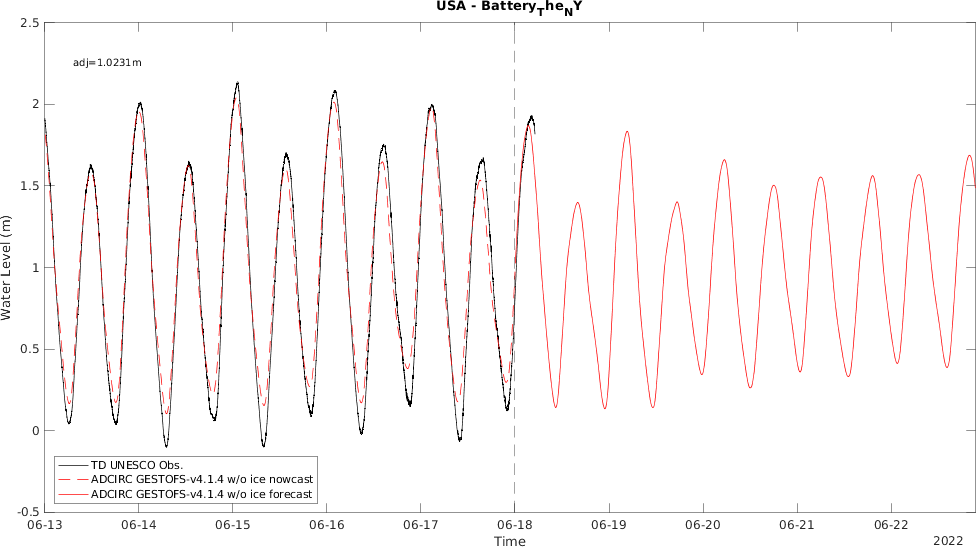 USA - BatteryTheNY
2.5
adj=1.0231m
2
1.5
1
0.5
0
-0.5
Water Level (m)
TD UNESCO Obs.
ADCIRC GESTOFS-v4.1.4 w/o ice nowcast
ADCIRC GESTOFS-v4.1.4 w/o ice forecast
06-13 06-14 06-15 06-16 06-17 06-18 06-19 06-20 06-21 06-22
Time
2022